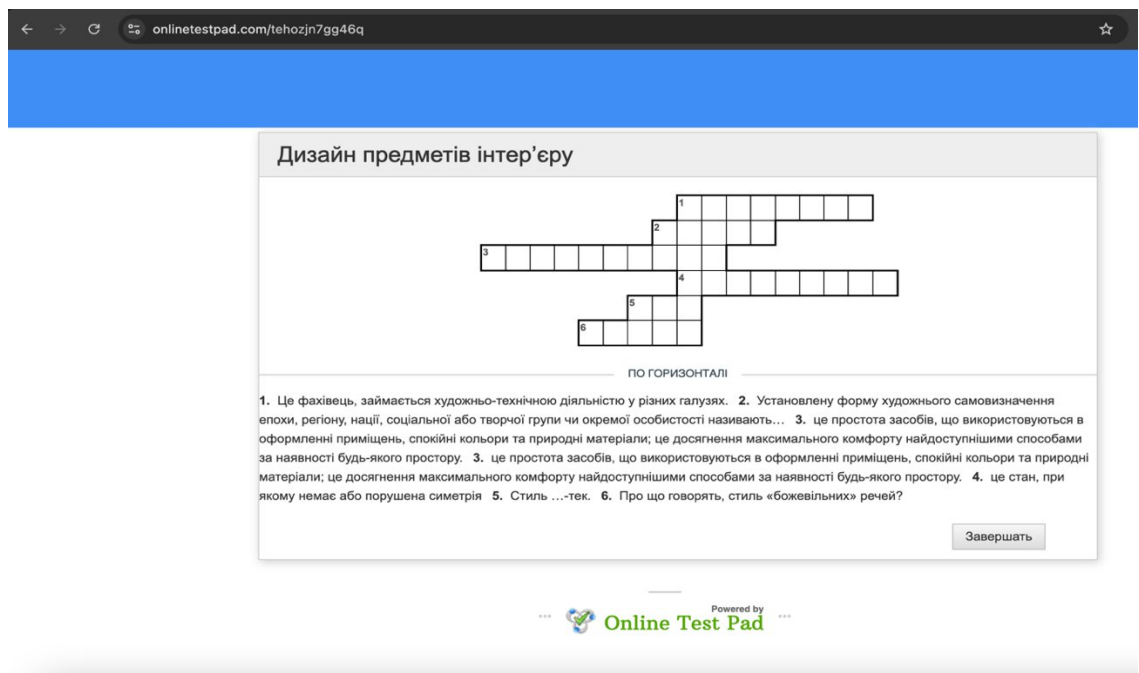 onlinetestpad.com/tehozjn7gg46q
Дизайн предметів інтер’єру
1
2
3
4
5
6
ПО ГОРИЗОНТАЛІ
1. Це фахівець, займається художньо-технічною діяльністю у різних галузях. 2. Установлену форму художнього самовизначення
епохи, регіону, нації, соціальної або творчої групи чи окремої особистості називають… 3. це простота засобів, що використовуються в
оформленні приміщень, спокійні кольори та природні матеріали; це досягнення максимального комфорту найдоступнішими способами
за наявності будь-якого простору. 3. це простота засобів, що використовуються в оформленні приміщень, спокійні кольори та природні
матеріали; це досягнення максимального комфорту найдоступнішими способами за наявності будь-якого простору. 4. це стан, при
якому немає або порушена симетрія 5. Стиль …-тек. 6. Про що говорять, стиль «божевільних» речей?
Завершать
Powered by
Online Test Pad